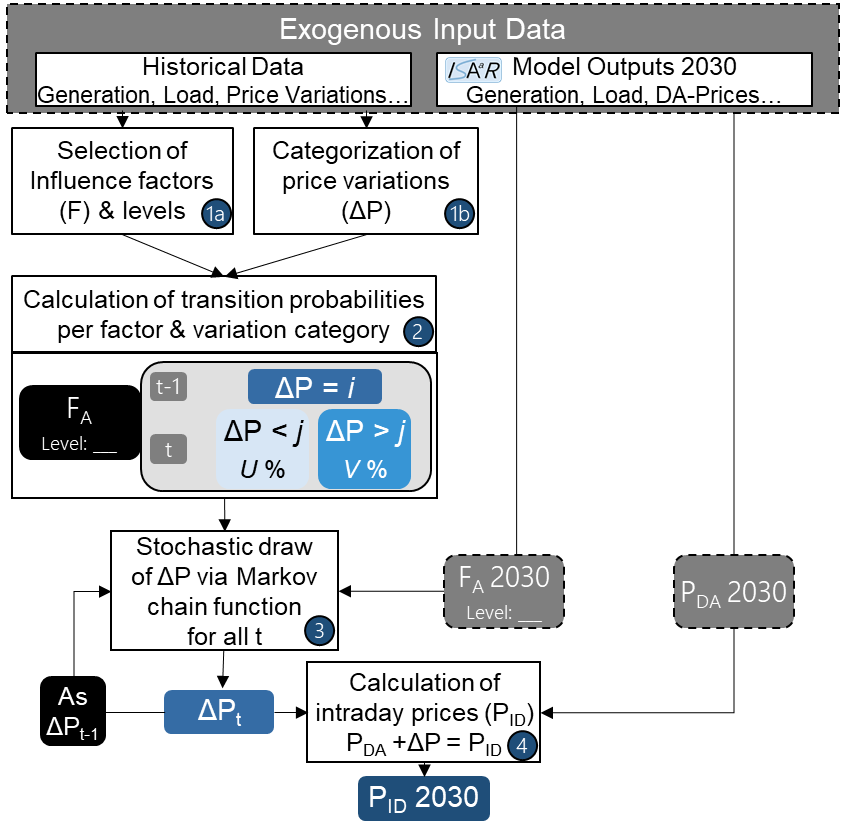 Exogenous Input Data
Historical Data
Generation, Load, Price Variations…
ISAaR Model Outputs 2030
Generation, Load, DA-Prices…
Selection of
Influence factors
(F) & levels
1a
Categorization of
price variations
(ΔP)
1b
Calculation of transition probabilities
per factor & variation category
2
F_A
Level: __
t-1
ΔP = i
t
ΔP < j
U %
ΔP > j
V %
Stochastic draw
of ΔP via Markov
chain function
for all t
3
F_A 2030
Level: __
P_DA 2030
As
ΔP_t-1
ΔP_t
Calculation of
intraday prices (P_ID)
P_DA +ΔP = P_ID
4
P_ID 2030